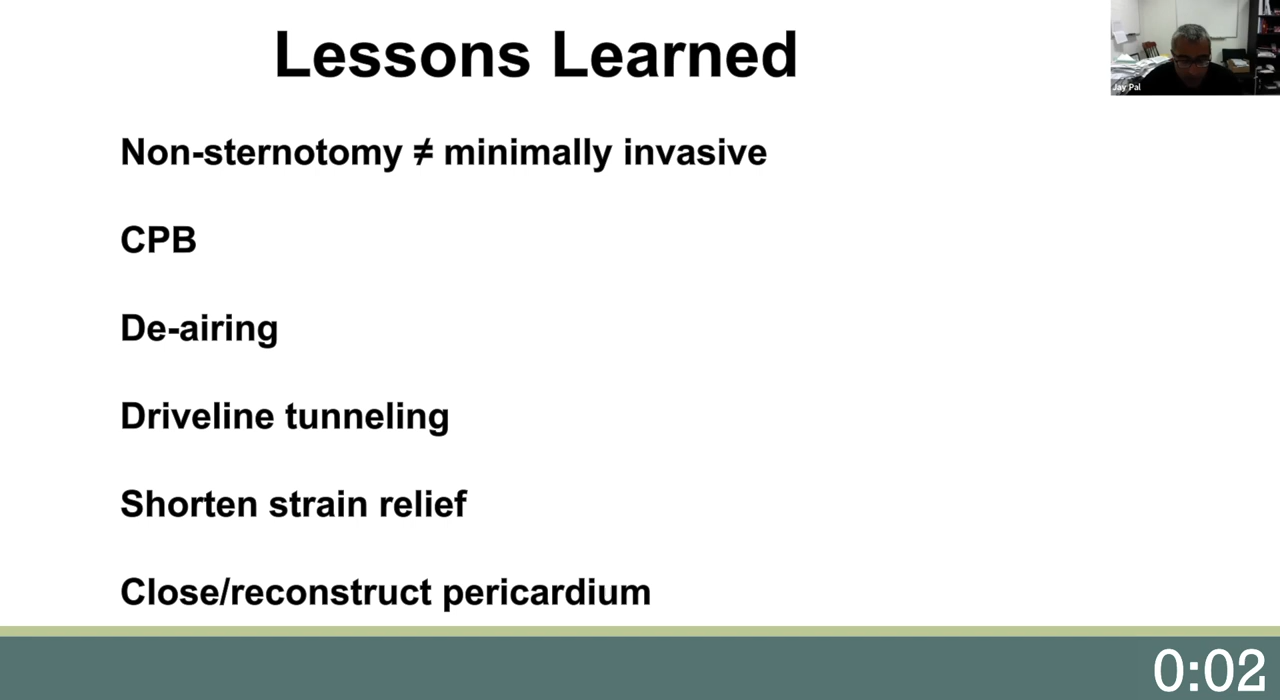 Lessons Learned
Jay Pal
Non-sternotomy ≠ minimally invasive
CPB
De-airing
Driveline tunneling
Shorten strain relief
Close/reconstruct pericardium
0:02